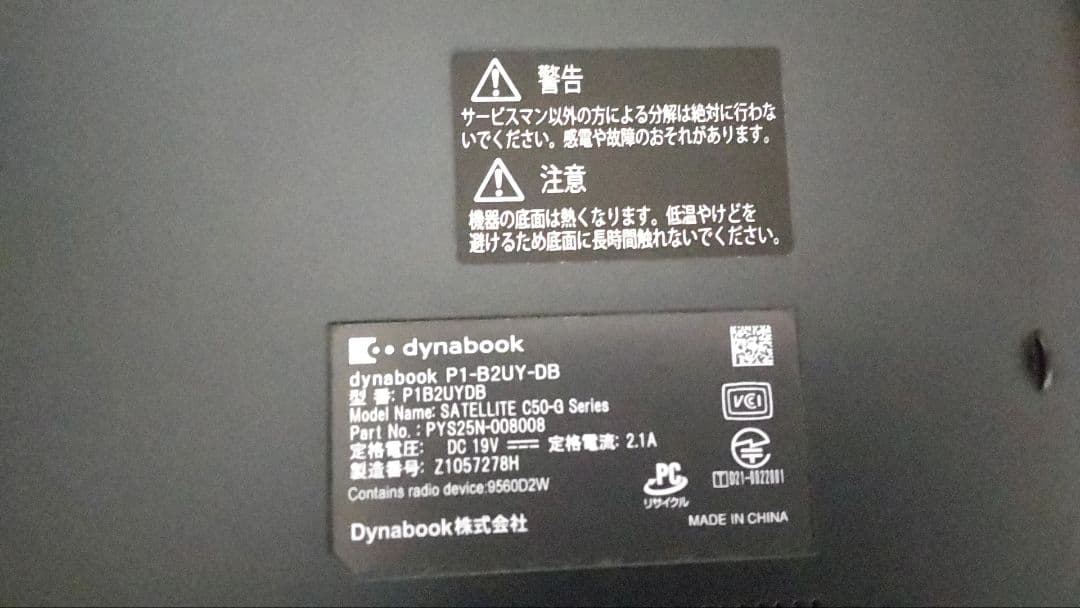 警告
サービスマン以外の方による分解は絶対に行わな
いでください。感電や故障のおそれがあります。
注意
機器の底面は熱くなります。低温やけどを
避けるため底面に長時間触れないでください。
dynabook
dynabook P1-B2UY-DB
型 番: P1B2UYDB
Model Name: SATELLITE C50-G Series
Part No.: PYS25N-008008
定格電圧: DC 19V 定格電流: 2.1A
製造番号: Z1057278H
Contains radio device:9560D2W
Dynabook株式会社
VCI
T D21-0022801
PC
リサイクル
MADE IN CHINA